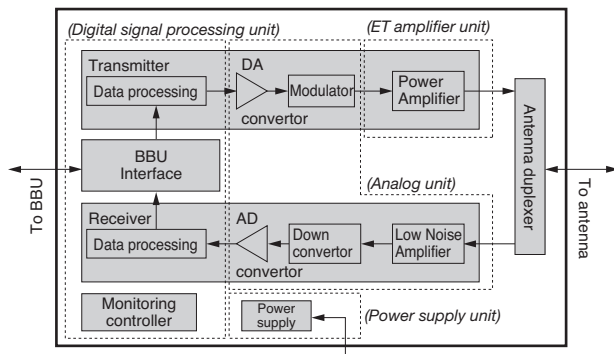 (Digital signal processing unit)
(ET amplifier unit)
Transmitter
DA
Data processing
Modulator
Power
Amplifier
convertor
BBU
Interface
Antenna duplexer
To BBU
To antenna
(Analog unit)
Receiver
AD
Data processing
Down
convertor
Low Noise
Amplifier
convertor
Monitoring
controller
Power
supply
(Power supply unit)